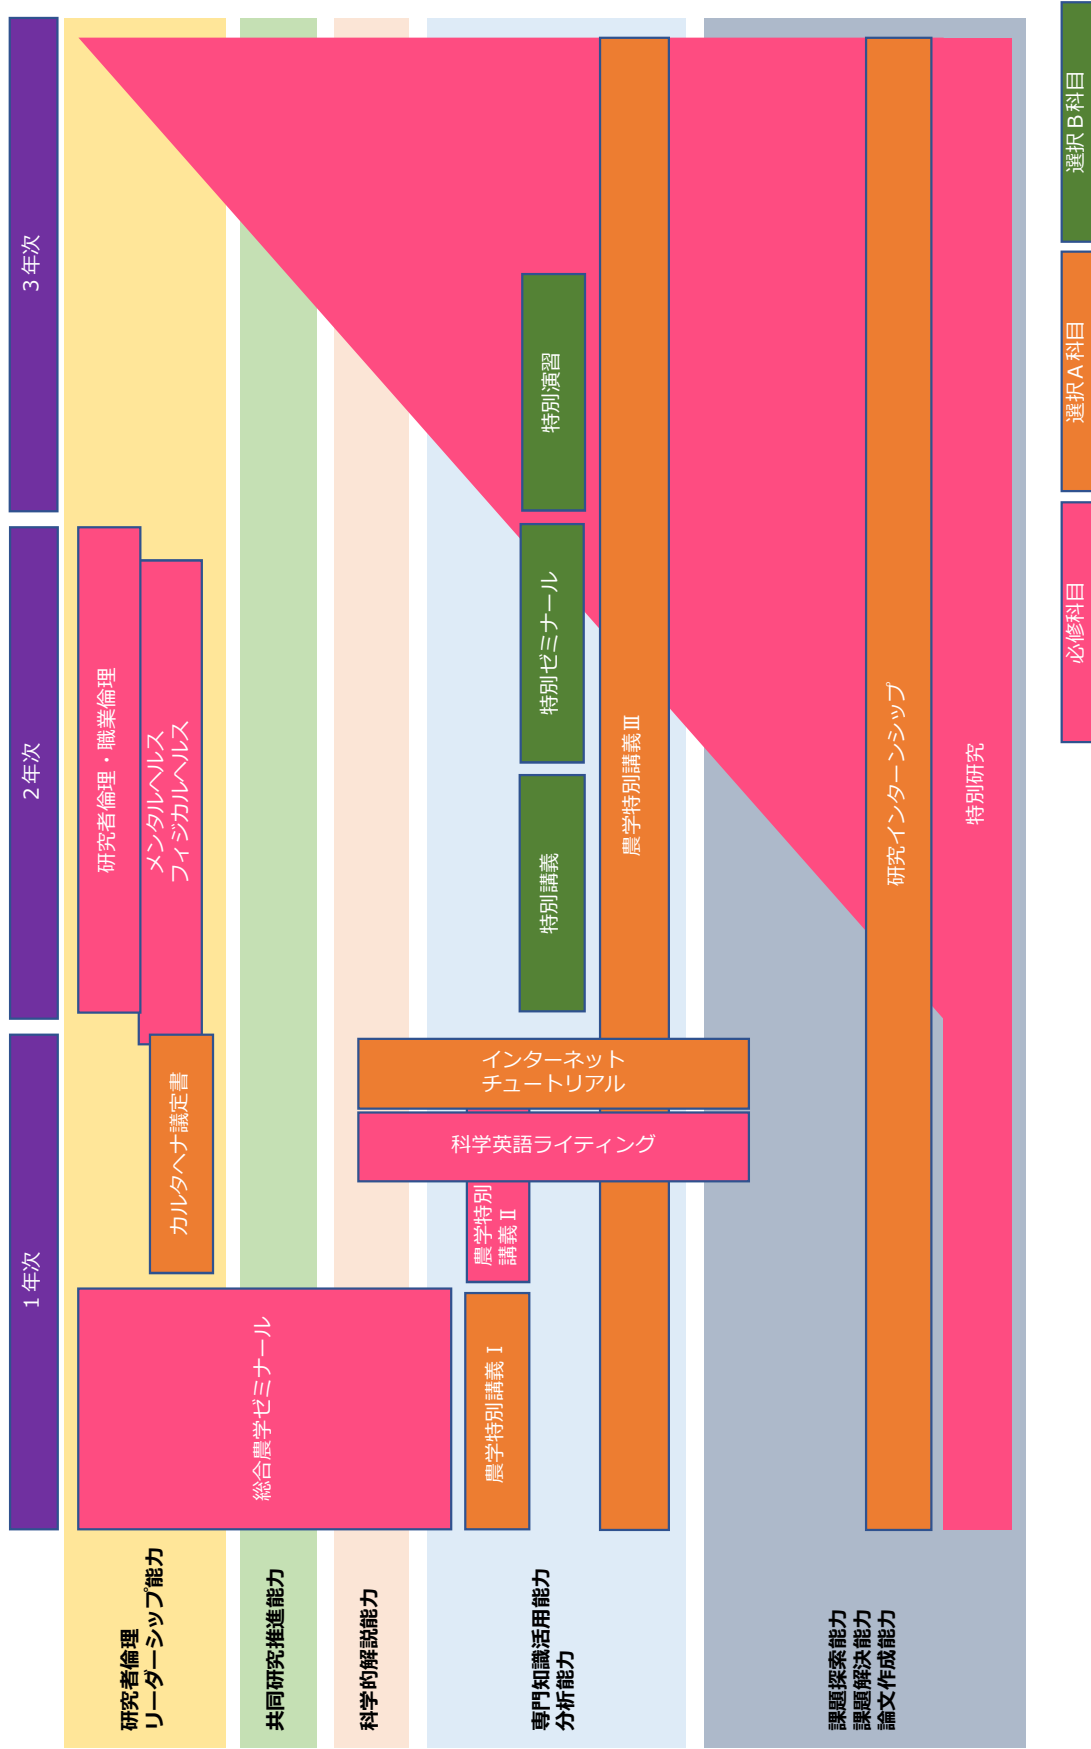 1年次
2年次
3年次
研究者倫理
リーダーシップ能力
共同研究推進能力
科学的解説能力
専門知識活用能力
分析能力
課題探索能力
課題解決能力
論文作成能力
総合農学ゼミナール
カルタヘナ議定書
研究者倫理・職業倫理
メンタルヘルス
フィジカルヘルス
農学特別講義Ⅰ
農学特別
講義Ⅱ
科学英語ライティング
インターネット
チュートリアル
特別講義
特別ゼミナール
特別演習
農学特別講義Ⅲ
研究インターンシップ
特別研究
必修科目
選択A科目
選択B科目